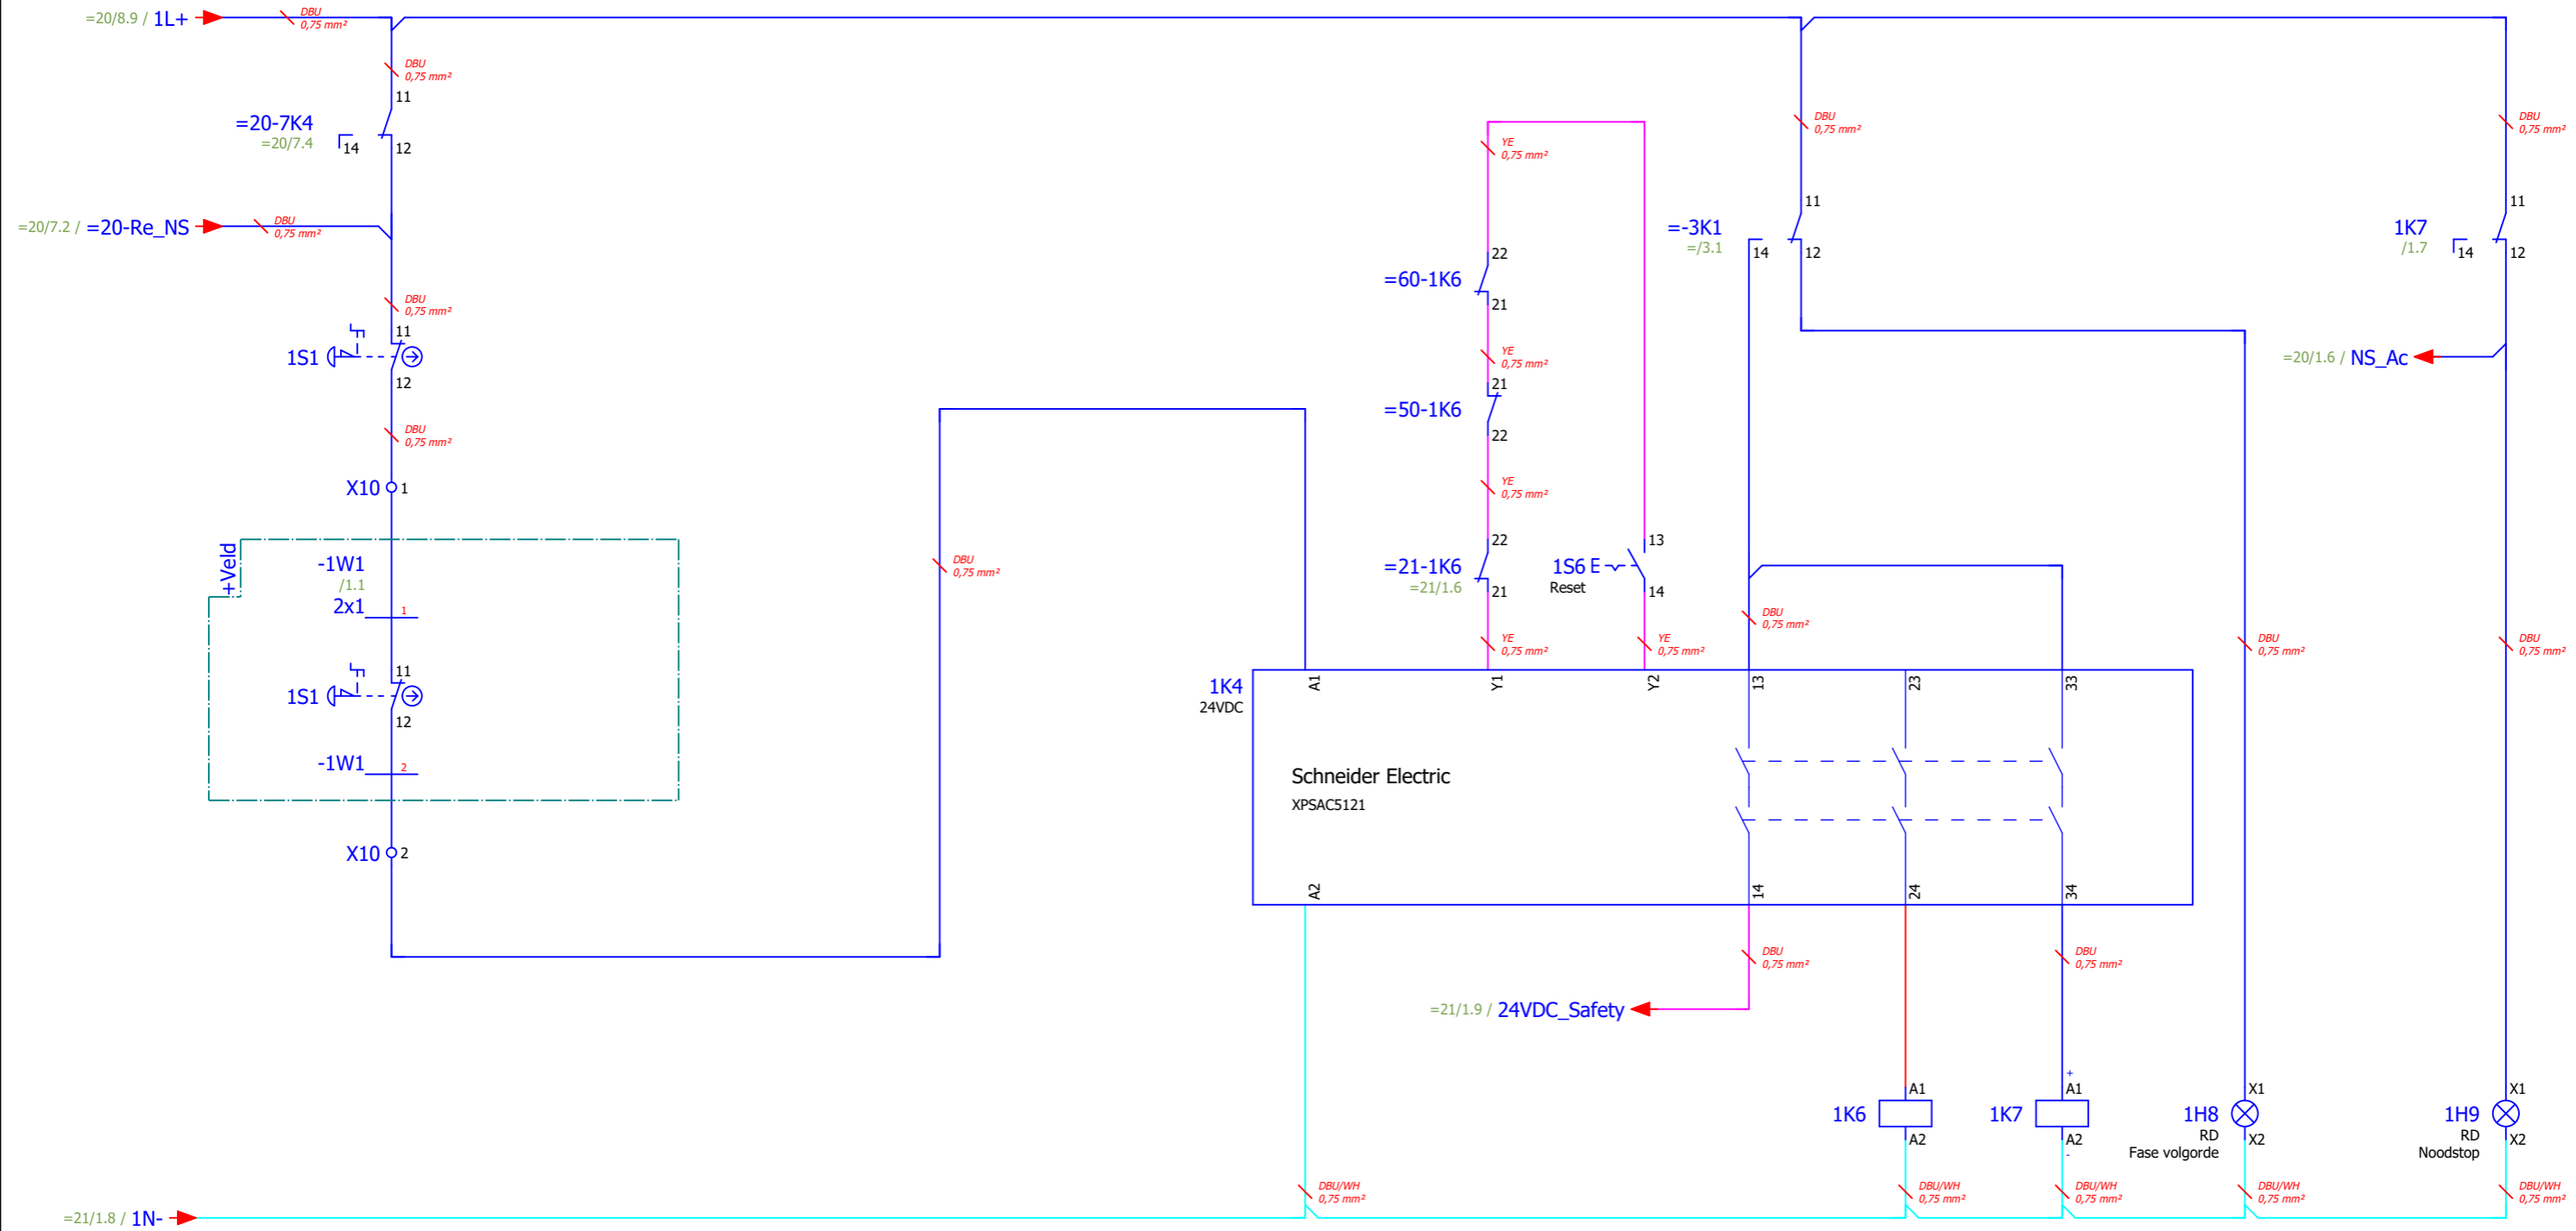 =20/8.9 / 1L+
DBU
0,75 mm²
DBU
0,75 mm²
11
=20-7K4
=20/7.4
14
12
=20/7.2 / =20-Re_NS
DBU
0,75 mm²
DBU
0,75 mm²
11
1S1
12
DBU
0,75 mm²
X10
1
+Veld
-1W1
/1.1
2x1
1
11
1S1
12
-1W1
2
X10
2
DBU
0,75 mm²
YE
0,75 mm²
22
=60-1K6
21
YE
0,75 mm²
21
=50-1K6
22
YE
0,75 mm²
22
=21-1K6
=21/1.6
21
YE
0,75 mm²
13
1S6 E
Reset
14
YE
0,75 mm²
DBU
0,75 mm²
11
=-3K1
=/3.1
14
12
DBU
0,75 mm²
DBU
0,75 mm²
DBU
0,75 mm²
11
1K7
/1.7
14
12
=20/1.6 / NS_Ac
DBU
0,75 mm²
1K4
24VDC
A1
Y1
Y2
13
23
33
Schneider Electric
XPSAC5121
A2
14
24
34
DBU
0,75 mm²
DBU
0,75 mm²
=21/1.9 / 24VDC_Safety
A1
1K6
A2
+
A1
1K7
A2
-
X1
1H8
RD
X2
Fase volgorde
X1
1H9
RD
X2
Noodstop
DBU/WH
0,75 mm²
DBU/WH
0,75 mm²
DBU/WH
0,75 mm²
DBU/WH
0,75 mm²
DBU/WH
0,75 mm²
=21/1.8 / 1N-